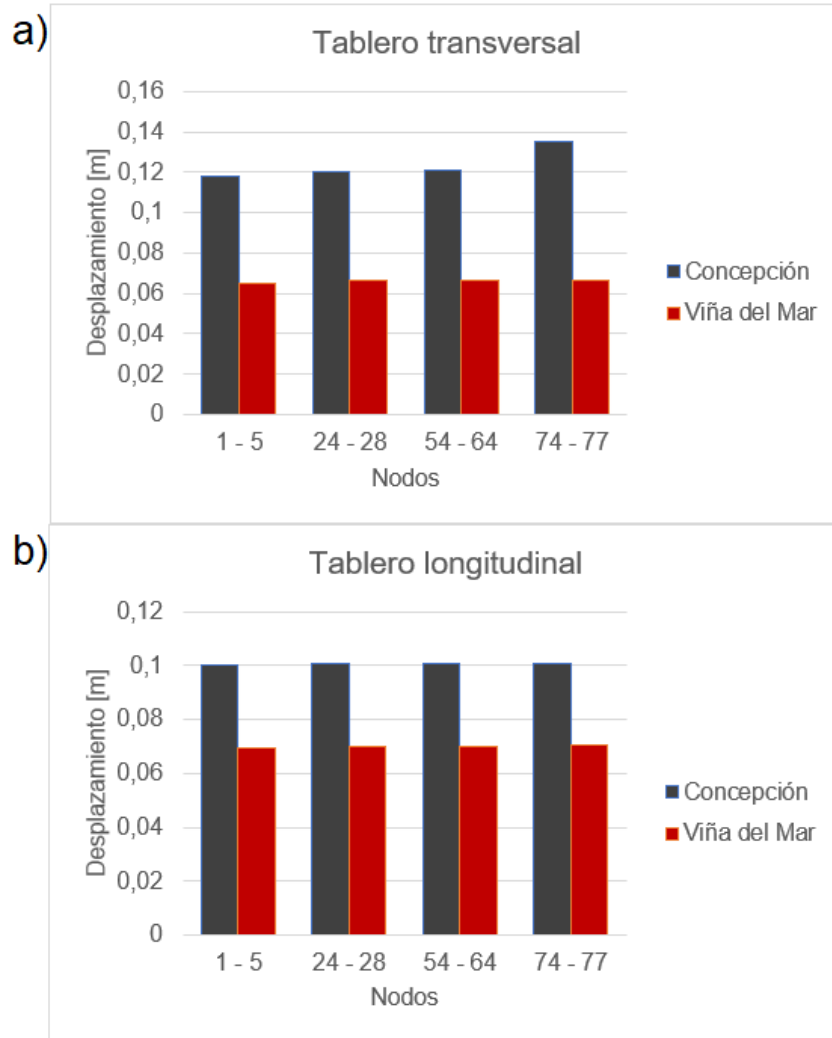 a)
Tablero transversal
0,16
0,14
0,12
0,1
0,08
0,06
0,04
0,02
0
Desplazamiento [m]
1 - 5 24 - 28 54 - 64 74 - 77
Nodos
Concepción
Viña del Mar
b)
Tablero longitudinal
0,12
0,1
0,08
0,06
0,04
0,02
0
Desplazamiento [m]
1 - 5 24 - 28 54 - 64 74 - 77
Nodos
Concepción
Viña del Mar